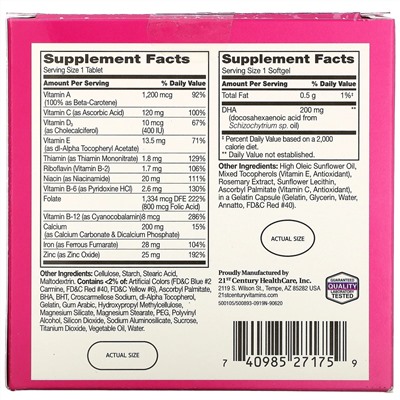 Supplement Facts
Serving Size 1 Tablet
Amount Per Serving % Daily Value
Vitamin A 1,200 mcg 92%
(100% as Beta-Carotene)
Vitamin C (as Ascorbic Acid) 120 mg 100%
Vitamin D3 10 mcg 67%
(as Cholecalciferol) (400 IU)
Vitamin E 13.5 mg 71%
(as dl-Alpha Tocopheryl Acetate)
Thiamin (as Thiamin Mononitrate) 1.8 mg 129%
Riboflavin (Vitamin B-2) 1.7 mg 106%
Niacin (as Niacinamide) 20 mg 111%
Vitamin B-6 (as Pyridoxine HCl) 2.6 mg 130%
Folate 1,334 mcg DFE 222%
(800 mcg Folic Acid)
Vitamin B-12 (as Cyanocobalamin) 8 mcg 286%
Calcium 200 mg 15%
(as Calcium Carbonate & Dicalcium Phosphate)
Iron (as Ferrous Fumarate) 28 mg 104%
Zinc (as Zinc Oxide) 25 mg 192%
Other Ingredients: Cellulose, Starch, Stearic Acid,
Maltodextrin. Contains <2% of: Artificial Colors (FD&C Blue #2
Carmine, FD&C Red #40, FD&C Yellow #6), Ascorbyl Palmitate,
BHA, BHT, Croscarmellose Sodium, dl-Alpha Tocopherol,
Gelatin, Gum Arabic, Hydroxypropyl Methylcellulose,
Magnesium Silicate, Magnesium Stearate, PEG, Polyvinyl
Alcohol, Silicon Dioxide, Sodium Aluminosilicate, Sucrose,
Titanium Dioxide, Vegetable Oil, Water.
ACTUAL SIZE
Supplement Facts
Serving Size 1 Softgel
Amount Per Serving % Daily Value
Total Fat 0.5 g 1%‡
DHA 200 mg **
(docosahexaenoic acid from
Schizochytrium sp. oil)
‡ Percent Daily Value based on a 2,000
calorie diet.
** Daily Value not established.
Other Ingredients: High Oleic Sunflower Oil,
Mixed Tocopherols (Vitamin E, Antioxidant),
Rosemary Extract, Sunflower Lecithin,
Ascorbyl Palmitate (Vitamin C, Antioxidant),
in a Gelatin Capsule (Gelatin, Glycerin, Water,
Annatto, FD&C Red #40).
ACTUAL SIZE
Proudly Manufactured by
21st Century HealthCare, Inc.
2119 S. Wilson St., Tempe, AZ 85282 USA
21stcenturyvitamins.com
GUARANTEED
QUALITY
LABORATORY
TESTED
7 40985 27175 9